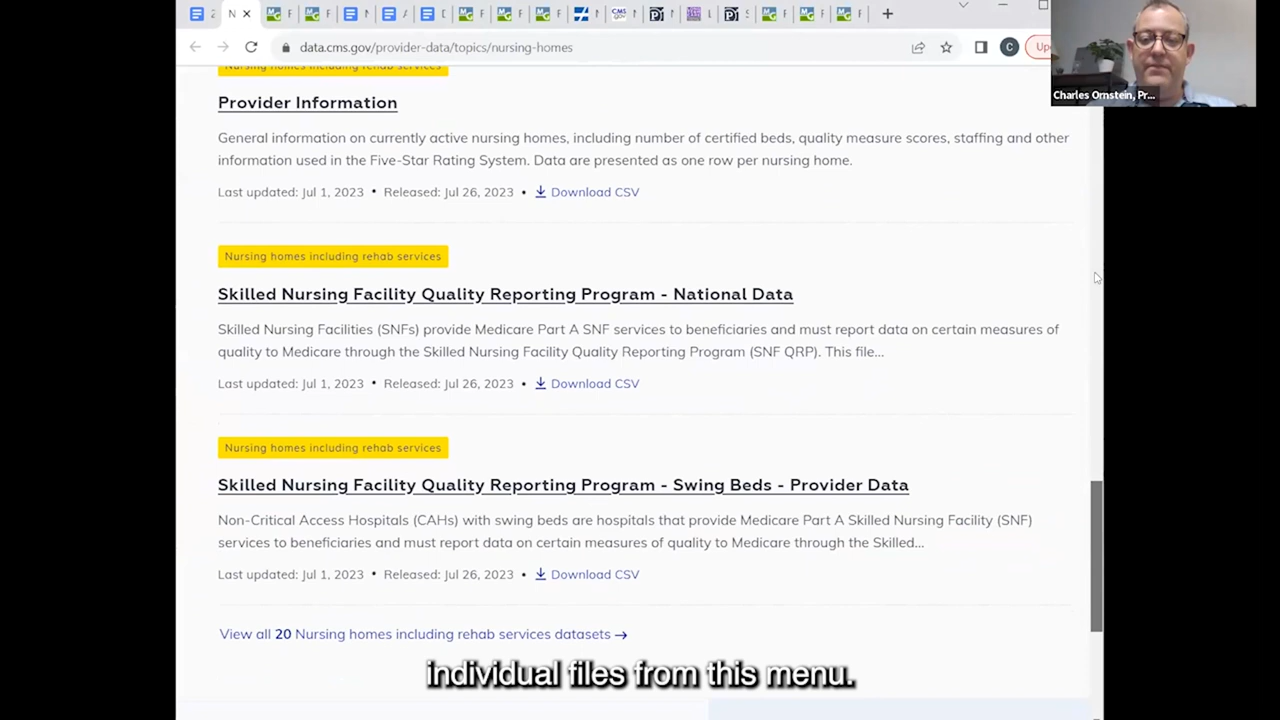 data.cms.gov/provider-data/topics/nursing-homes
Charles Ornstein, Pr...
Nursing homes including rehab services
Provider Information
General information on currently active nursing homes, including number of certified beds, quality measure scores, staffing and other
information used in the Five-Star Rating System. Data are presented as one row per nursing home.
Last updated: Jul 1, 2023 • Released: Jul 26, 2023 • Download CSV
Nursing homes including rehab services
Skilled Nursing Facility Quality Reporting Program - National Data
Skilled Nursing Facilities (SNFs) provide Medicare Part A SNF services to beneficiaries and must report data on certain measures of
quality to Medicare through the Skilled Nursing Facility Quality Reporting Program (SNF QRP). This file...
Last updated: Jul 1, 2023 • Released: Jul 26, 2023 • Download CSV
Nursing homes including rehab services
Skilled Nursing Facility Quality Reporting Program - Swing Beds - Provider Data
Non-Critical Access Hospitals (CAHs) with swing beds are hospitals that provide Medicare Part A Skilled Nursing Facility (SNF)
services to beneficiaries and must report data on certain measures of quality to Medicare through the Skilled...
Last updated: Jul 1, 2023 • Released: Jul 26, 2023 • Download CSV
View all 20 Nursing homes including rehab services datasets →
individual files from this menu.